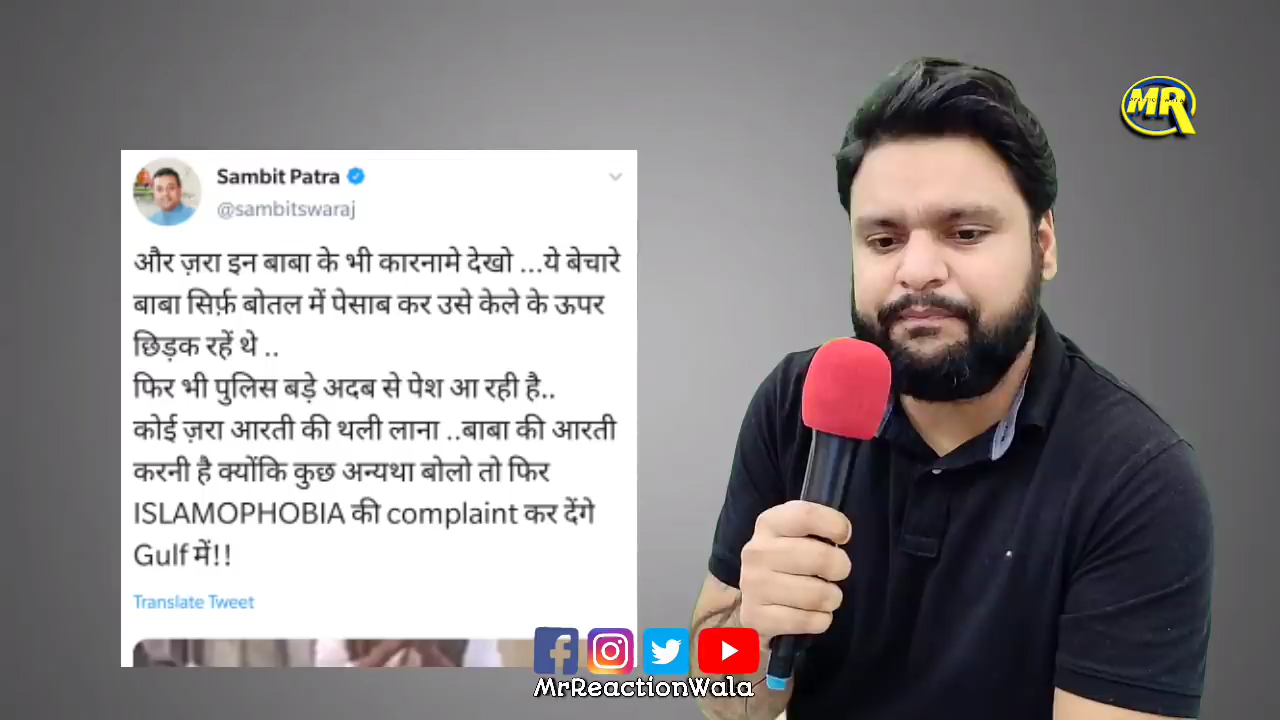 Sambit Patra
@sambitswaraj
और ज़रा इन बाबा के भी कारनामे देखो ...ये बेचारे
बाबा सिर्फ़ बोतल में पेसाब कर उसे केले के ऊपर
छिड़क रहें थे ..
फिर भी पुलिस बड़े अदब से पेश आ रही है..
कोई ज़रा आरती की थली लाना ..बाबा की आरती
करनी है क्योंकि कुछ अन्यथा बोलो तो फिर
ISLAMOPHOBIA की complaint कर देंगे
Gulf में!!
Translate Tweet
MR
MrReactionWala